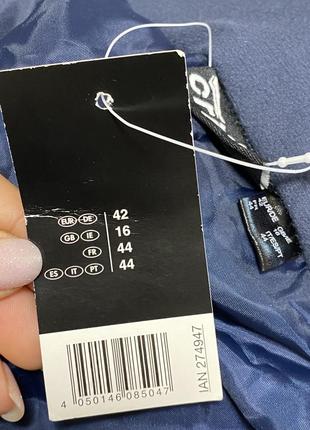 EUR DE 42
GB IE 16
FR 44
ES IT PT 44
4 050146 085047
IAN 274947